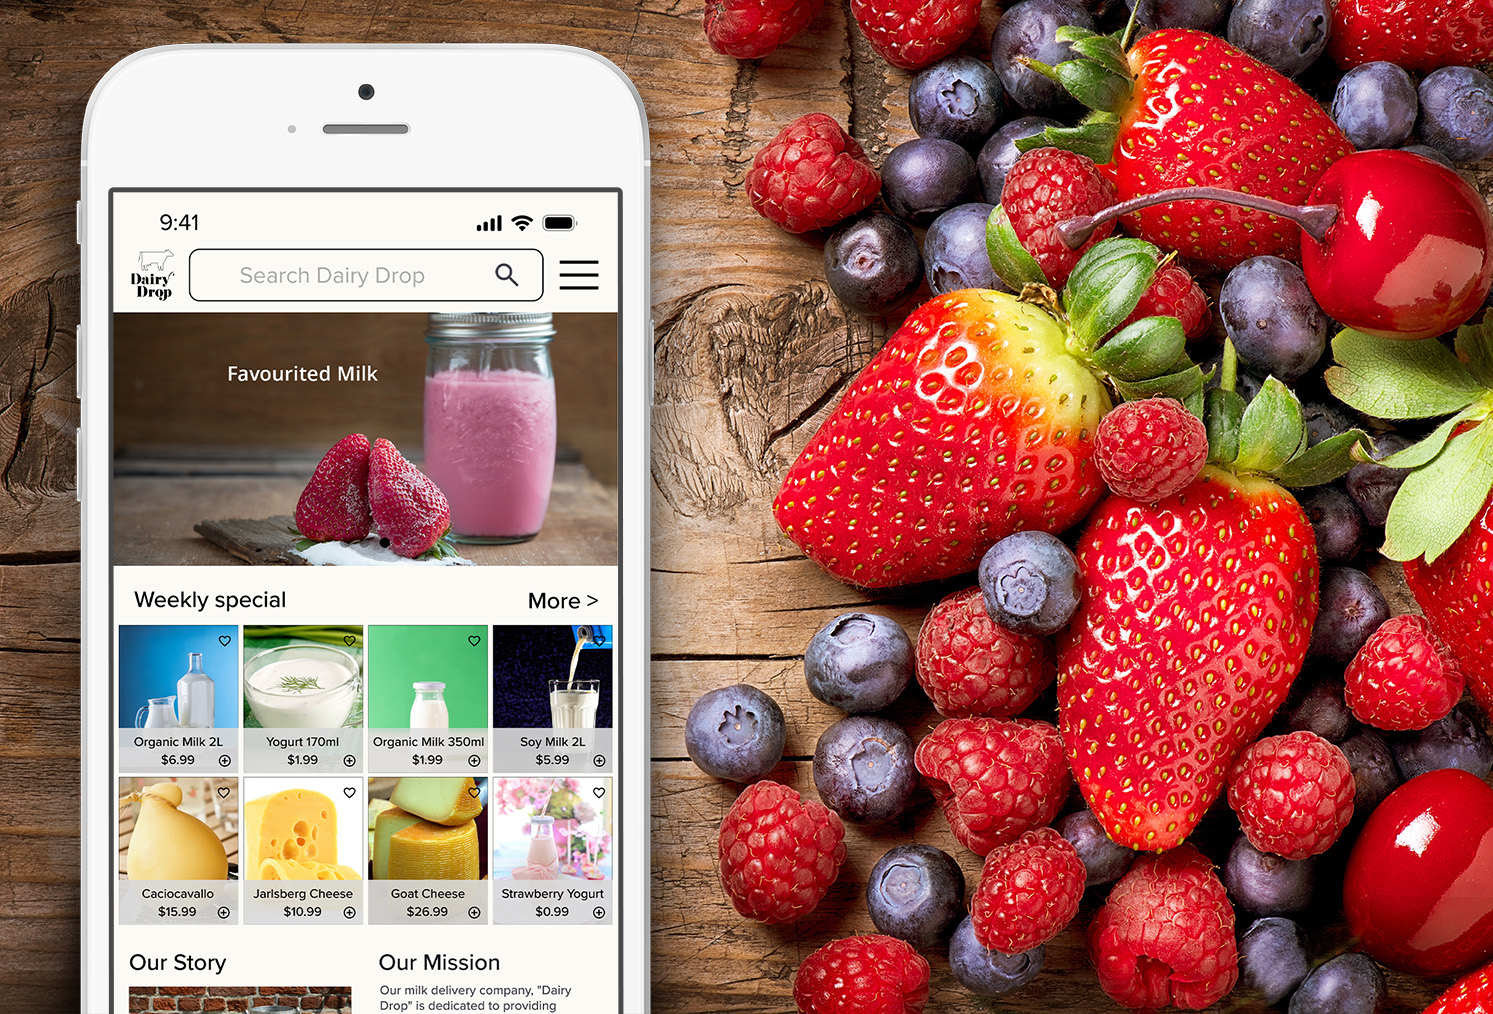 9:41
Dairy
Drop
Search Dairy Drop
Favourited Milk
Weekly special
More >
Organic Milk 2L
$6.99
Yogurt 170ml
$1.99
Organic Milk 350ml
$1.99
Soy Milk 2L
$5.99
Caciocavallo
$15.99
Jarlsberg Cheese
$10.99
Goat Cheese
$26.99
Strawberry Yogurt
$0.99
Our Story
Our Mission
Our milk delivery company, "Dairy
Drop" is dedicated to providing